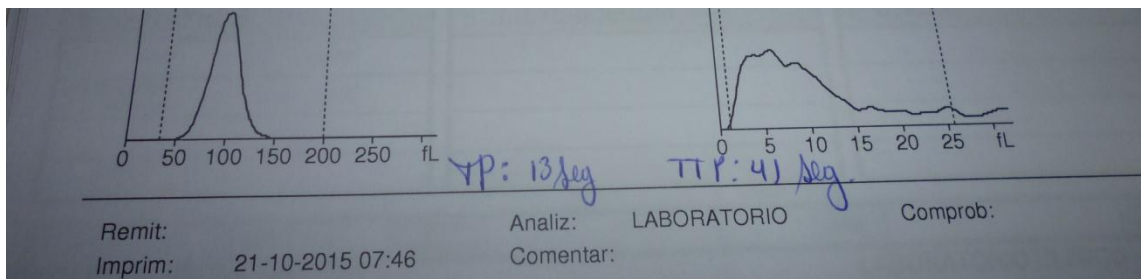 0 50 100 150 200 250 fL
0 5 10 15 20 25 fL
TP: 13 seg TTP: 41 seg.
Remit: Analiz: LABORATORIO Comprob:
Imprim: 21-10-2015 07:46 Comentar: